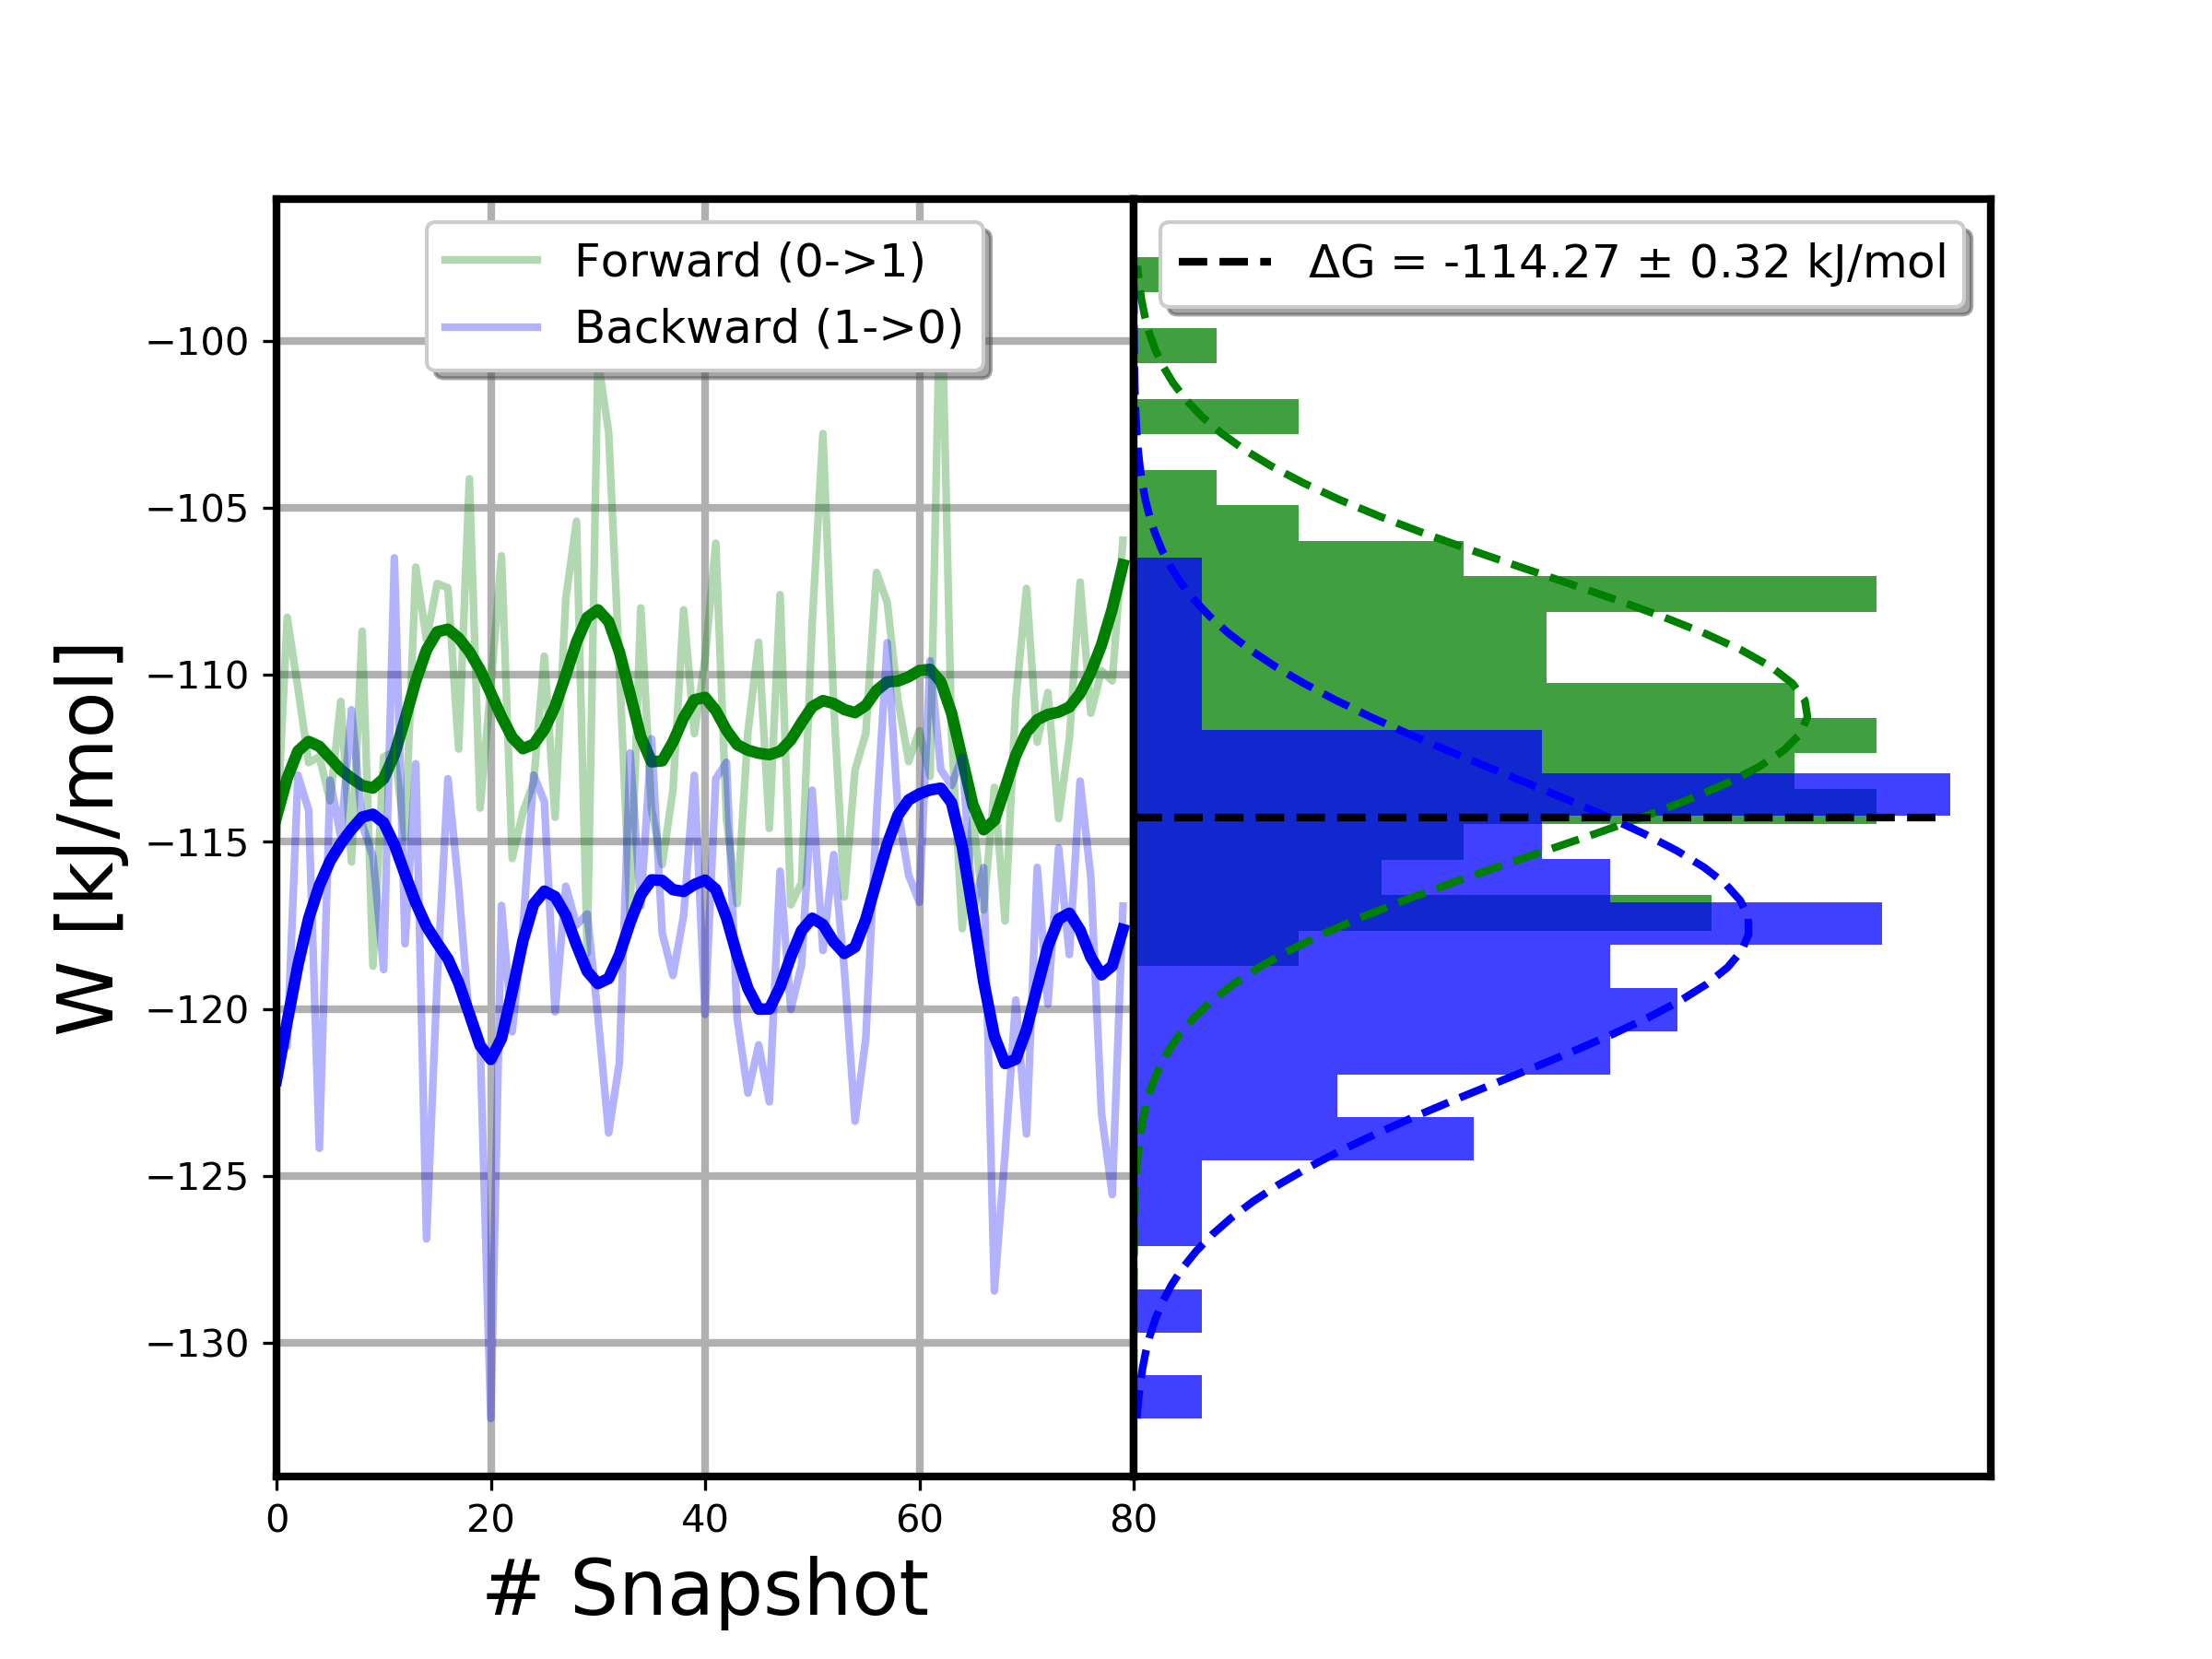 Forward (0->1)
Backward (1->0)
ΔG = -114.27 ± 0.32 kJ/mol
W [kJ/mol]
−100
−105
−110
−115
−120
−125
−130
0 20 40 60 80
# Snapshot